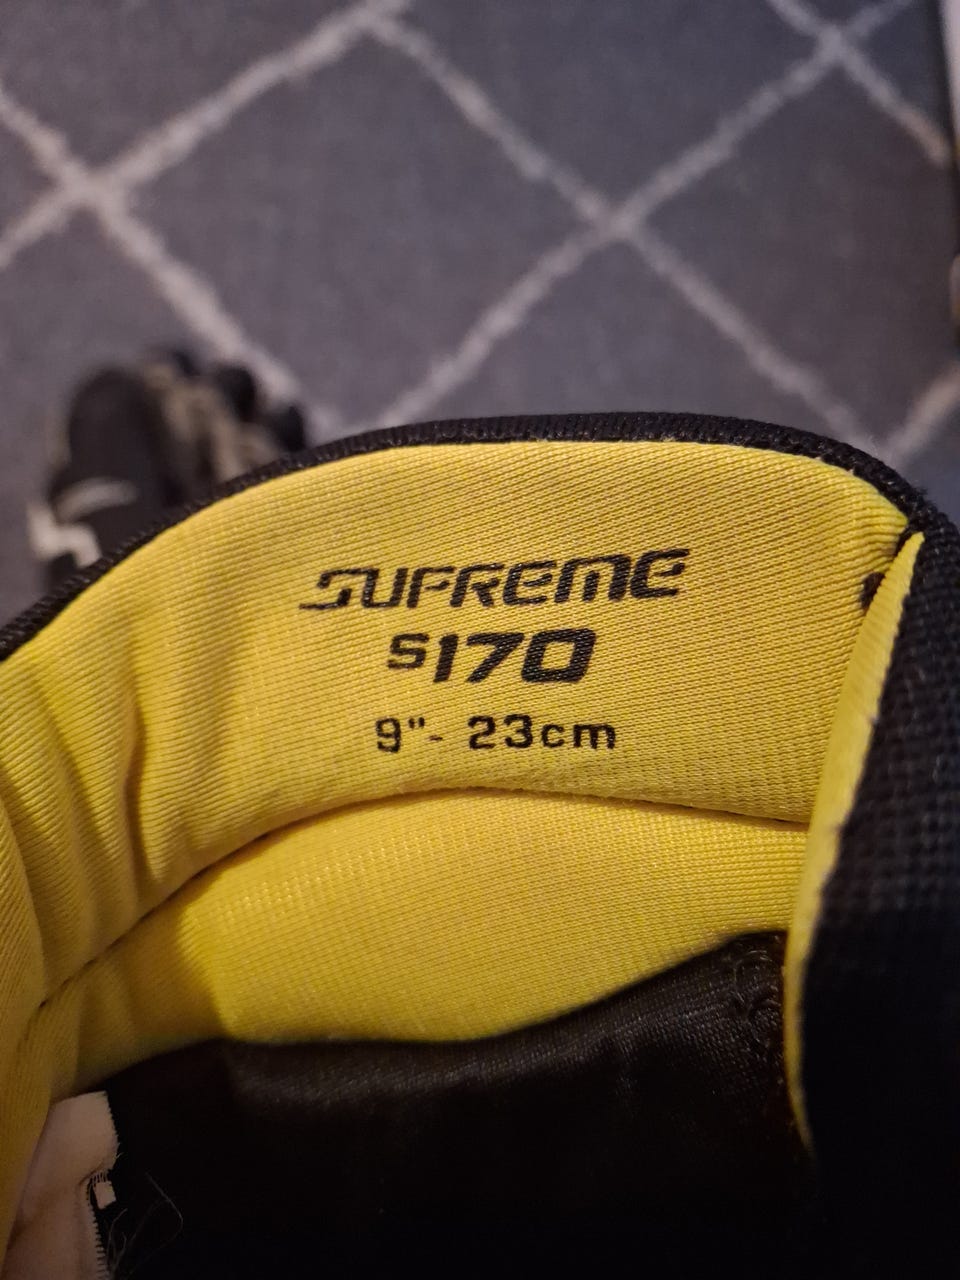 SUPREME
S170
9"- 23cm